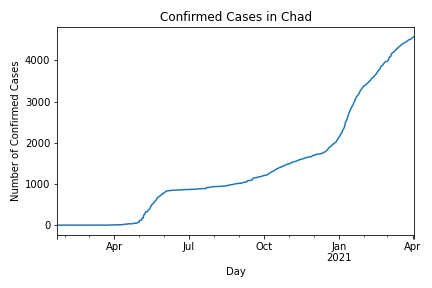 Confirmed Cases in Chad
Number of Confirmed Cases
4000
3000
2000
1000
0
Apr
Jul
Oct
Jan
2021
Apr
Day